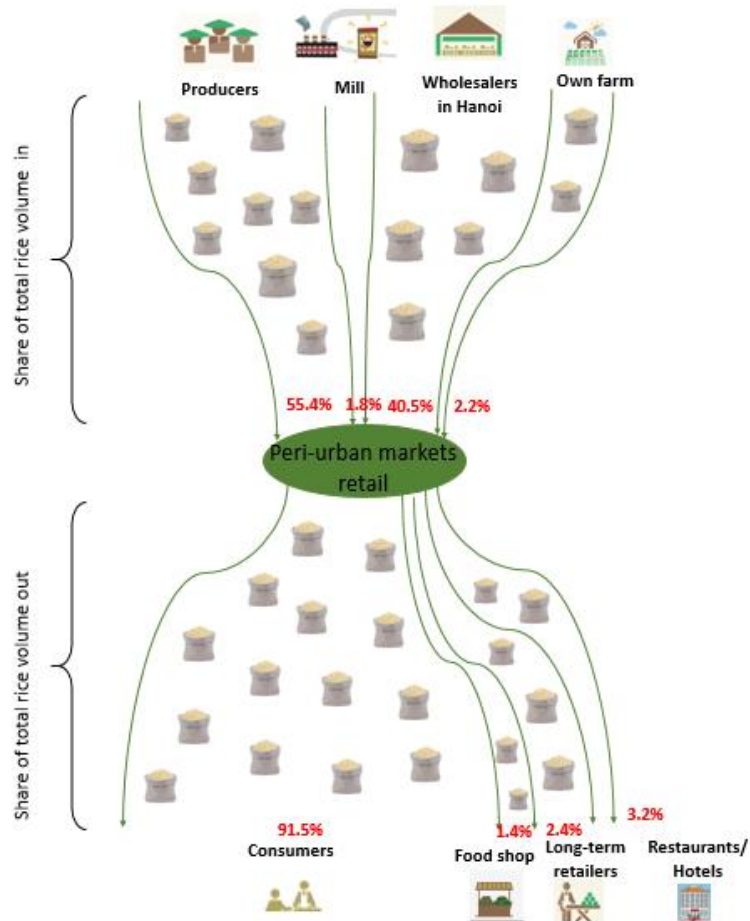 Producers
Mill
Wholesalers
in Hanoi
Own farm
Share of total rice volume in
55.4%
1.8%
40.5%
2.2%
Peri-urban markets
retail
Share of total rice volume out
91.5%
Consumers
1.4%
Food shop
2.4%
Long-term
retailers
3.2%
Restaurants/
Hotels